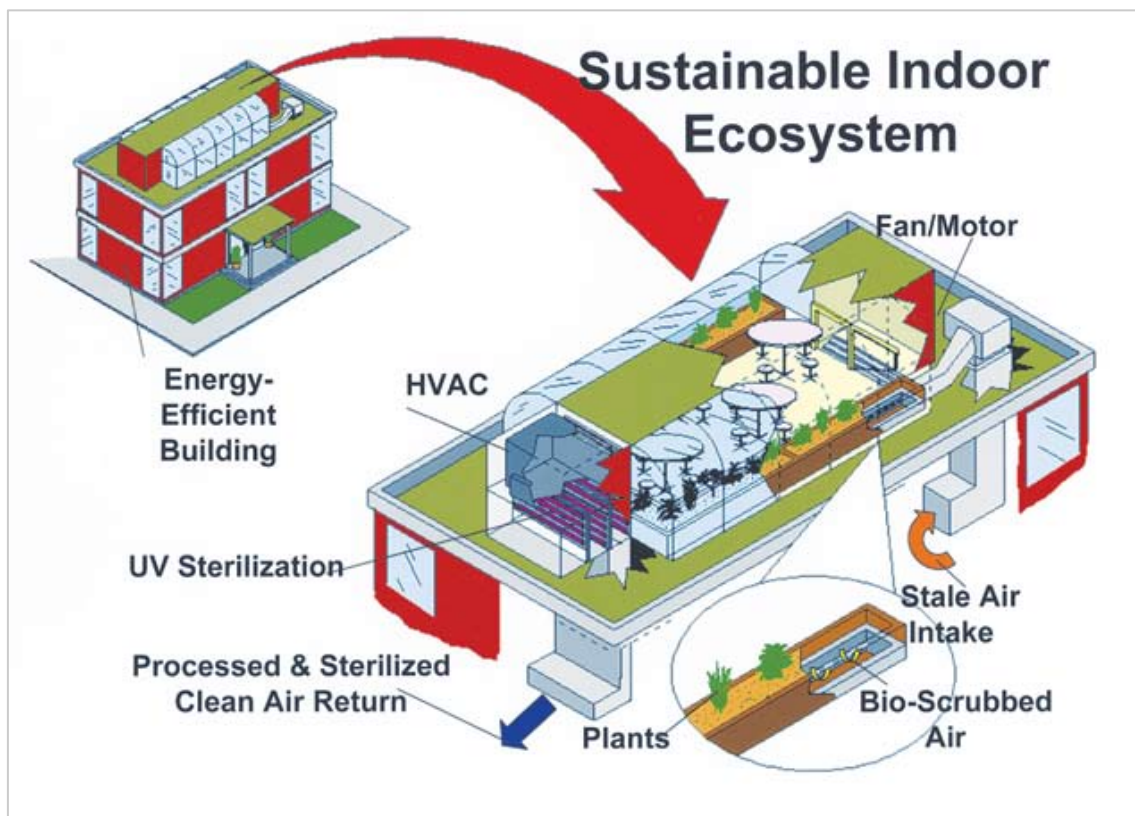 Sustainable Indoor
Ecosystem
Fan/Motor
Energy-
Efficient
Building
HVAC
UV Sterilization
Stale Air
Intake
Processed & Sterilized
Clean Air Return
Plants
Bio-Scrubbed
Air